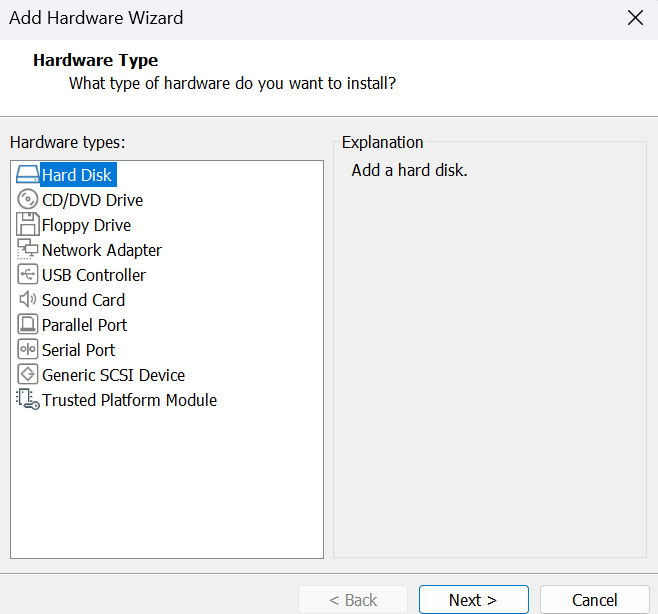 Add Hardware Wizard
Hardware Type
What type of hardware do you want to install?
Hardware types:
Hard Disk
CD/DVD Drive
Floppy Drive
Network Adapter
USB Controller
Sound Card
Parallel Port
Serial Port
Generic SCSI Device
Trusted Platform Module
Explanation
Add a hard disk.
< Back
Next >
Cancel